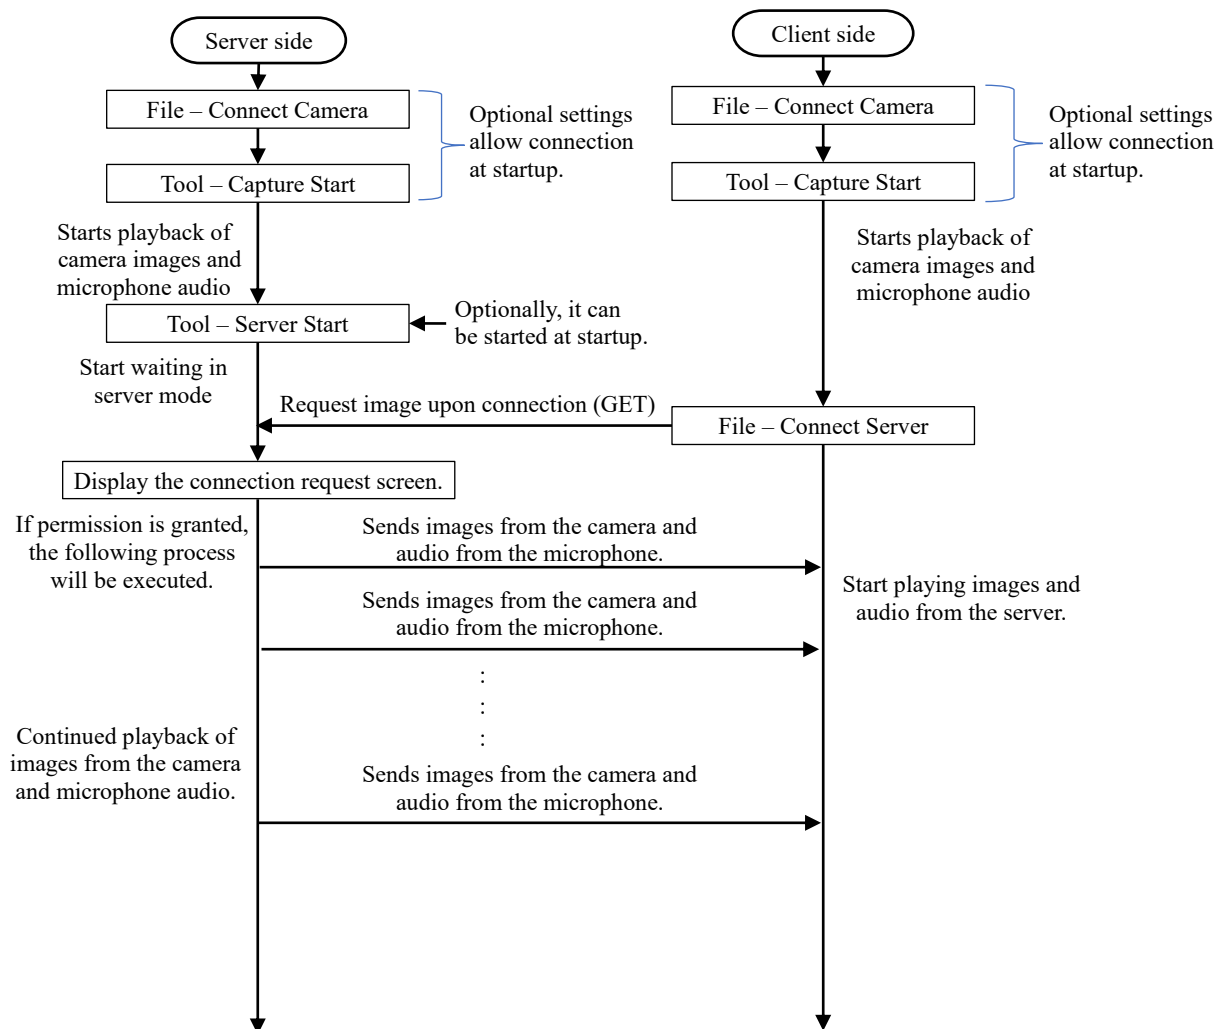 Server side
Client side
File – Connect Camera
Optional settings
allow connection
at startup.
File – Connect Camera
Optional settings
allow connection
at startup.
Tool – Capture Start
Tool – Capture Start
Starts playback of
camera images and
microphone audio
Starts playback of
camera images and
microphone audio
Tool – Server Start
Optionally, it can
be started at startup.
Start waiting in
server mode
Request image upon connection (GET)
File – Connect Server
Display the connection request screen.
If permission is granted,
the following process
will be executed.
Sends images from the camera and
audio from the microphone.
Start playing images and
audio from the server.
Sends images from the camera and
audio from the microphone.
:
:
:
Continued playback of
images from the camera
and microphone audio.
Sends images from the camera and
audio from the microphone.